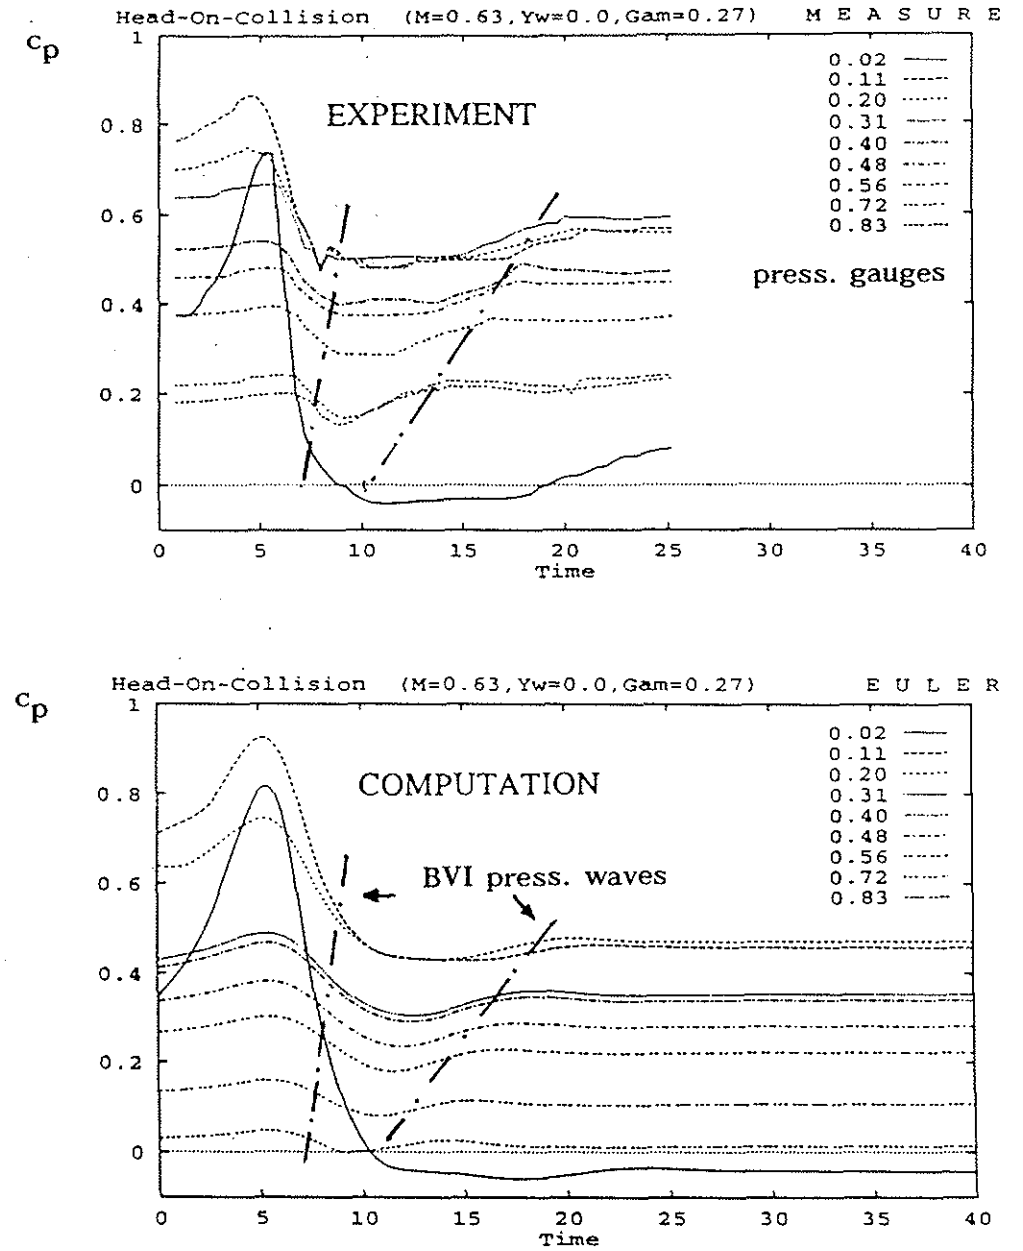 Head-On-Collision (M=0.63,Yw=0.0,Gam=0.27) M E A S U R E
cp
1
0.8
0.6
0.4
0.2
0
EXPERIMENT
0.02
0.11
0.20
0.31
0.40
0.48
0.56
0.72
0.83
press. gauges
0 5 10 15 20 25 30 35 40
Time
Head-On-Collision (M=0.63,Yw=0.0,Gam=0.27) E U L E R
cp
1
0.8
0.6
0.4
0.2
0
COMPUTATION
BVI press. waves
0.02
0.11
0.20
0.31
0.40
0.48
0.56
0.72
0.83
0 5 10 15 20 25 30 35 40
Time